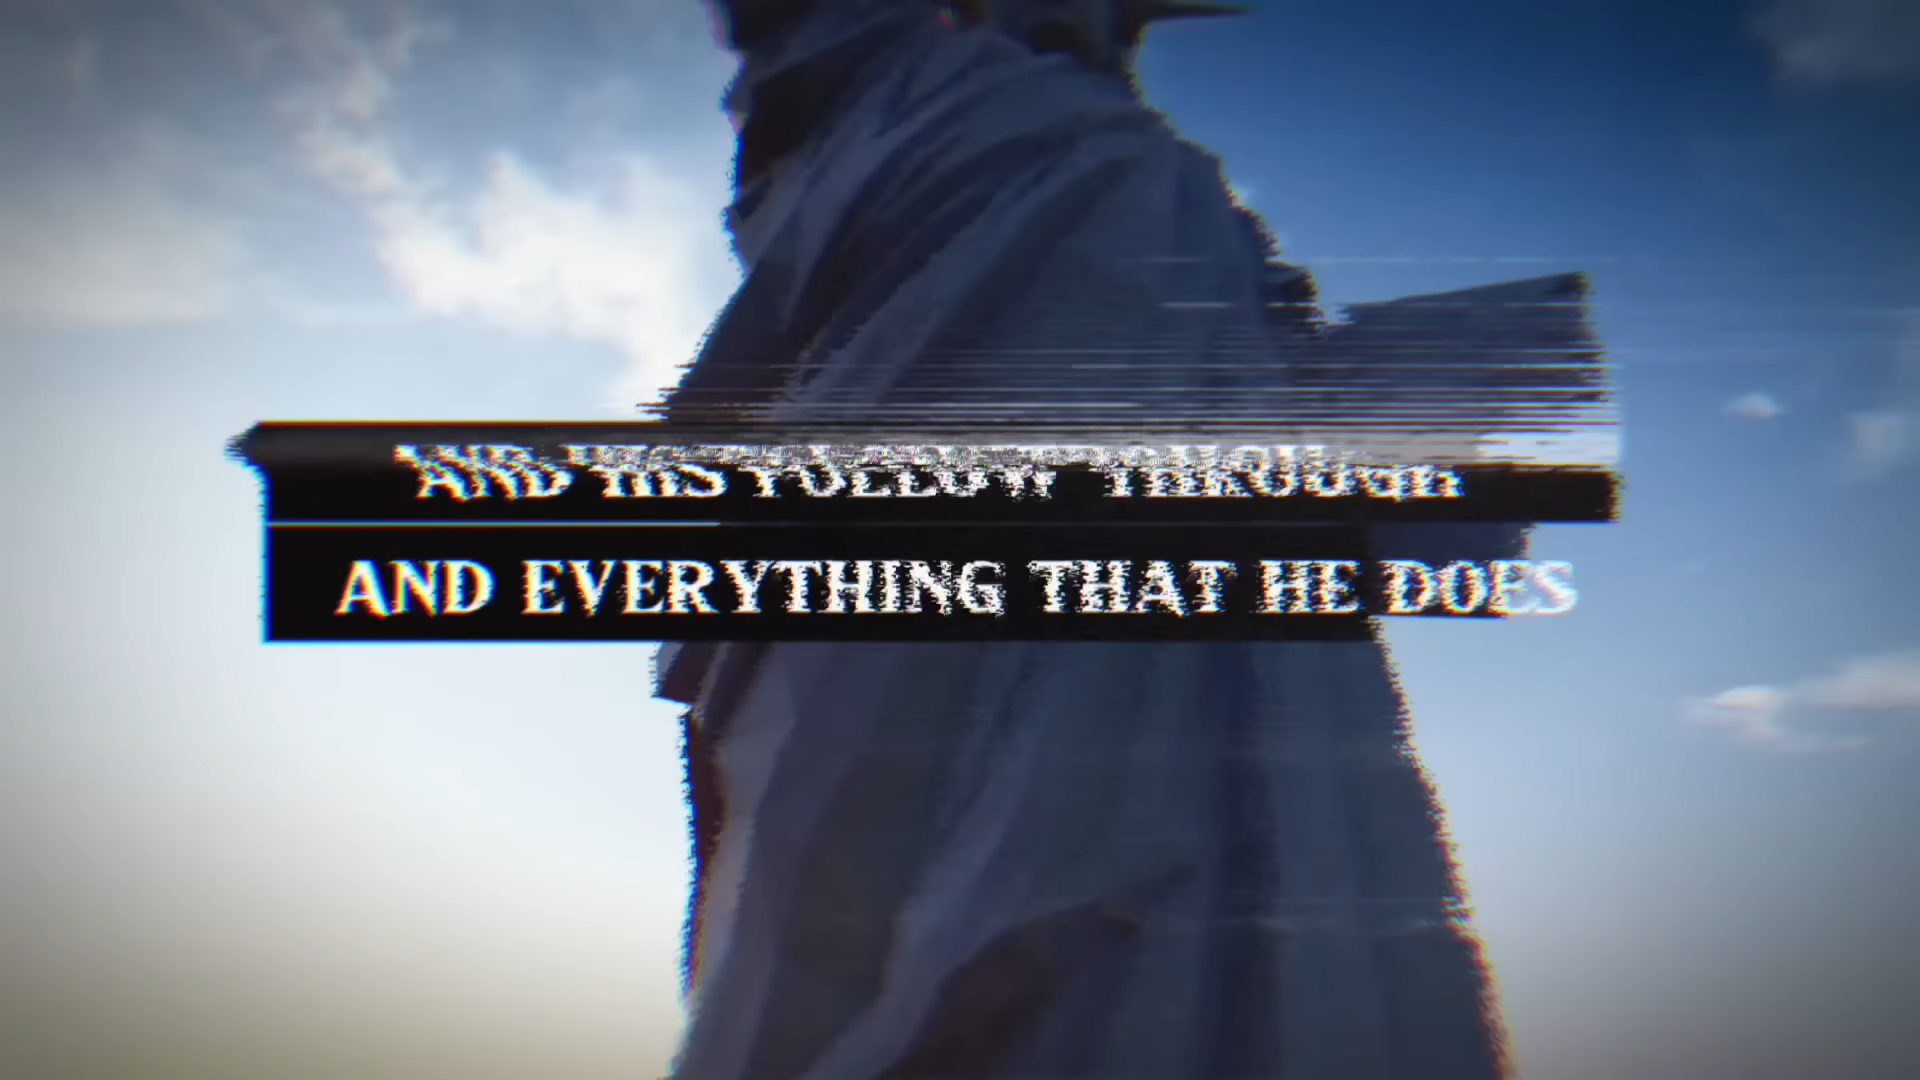 AND HIS FOLLOW THROUGH
AND EVERYTHING THAT HE DOES